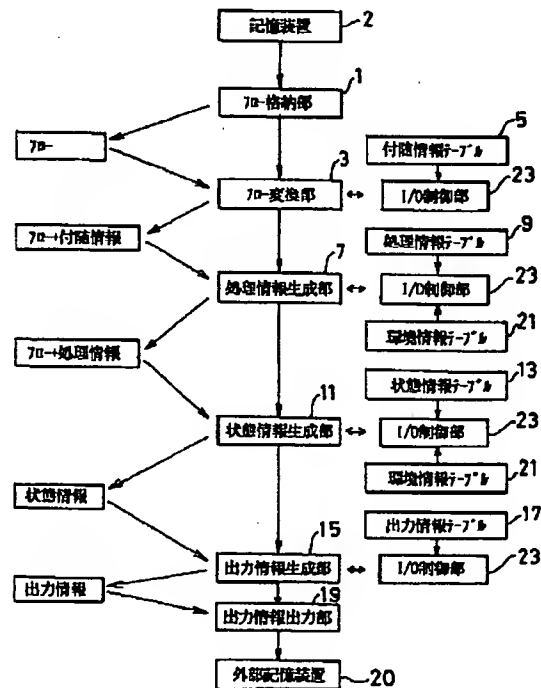 記憶装置
2
1
フロー格納部
5
フロー
付随情報テーブル
3
23
フロー変換部
I/O制御部
フロー+付随情報
処理情報テーブル
9
7
23
処理情報生成部
I/O制御部
21
フロー+処理情報
環境情報テーブル
13
11
状態情報テーブル
23
状態情報生成部
I/O制御部
21
環境情報テーブル
状態情報
17
15
出力情報テーブル
23
出力情報生成部
I/O制御部
出力情報
19
出力情報出力部
外部記憶装置
20